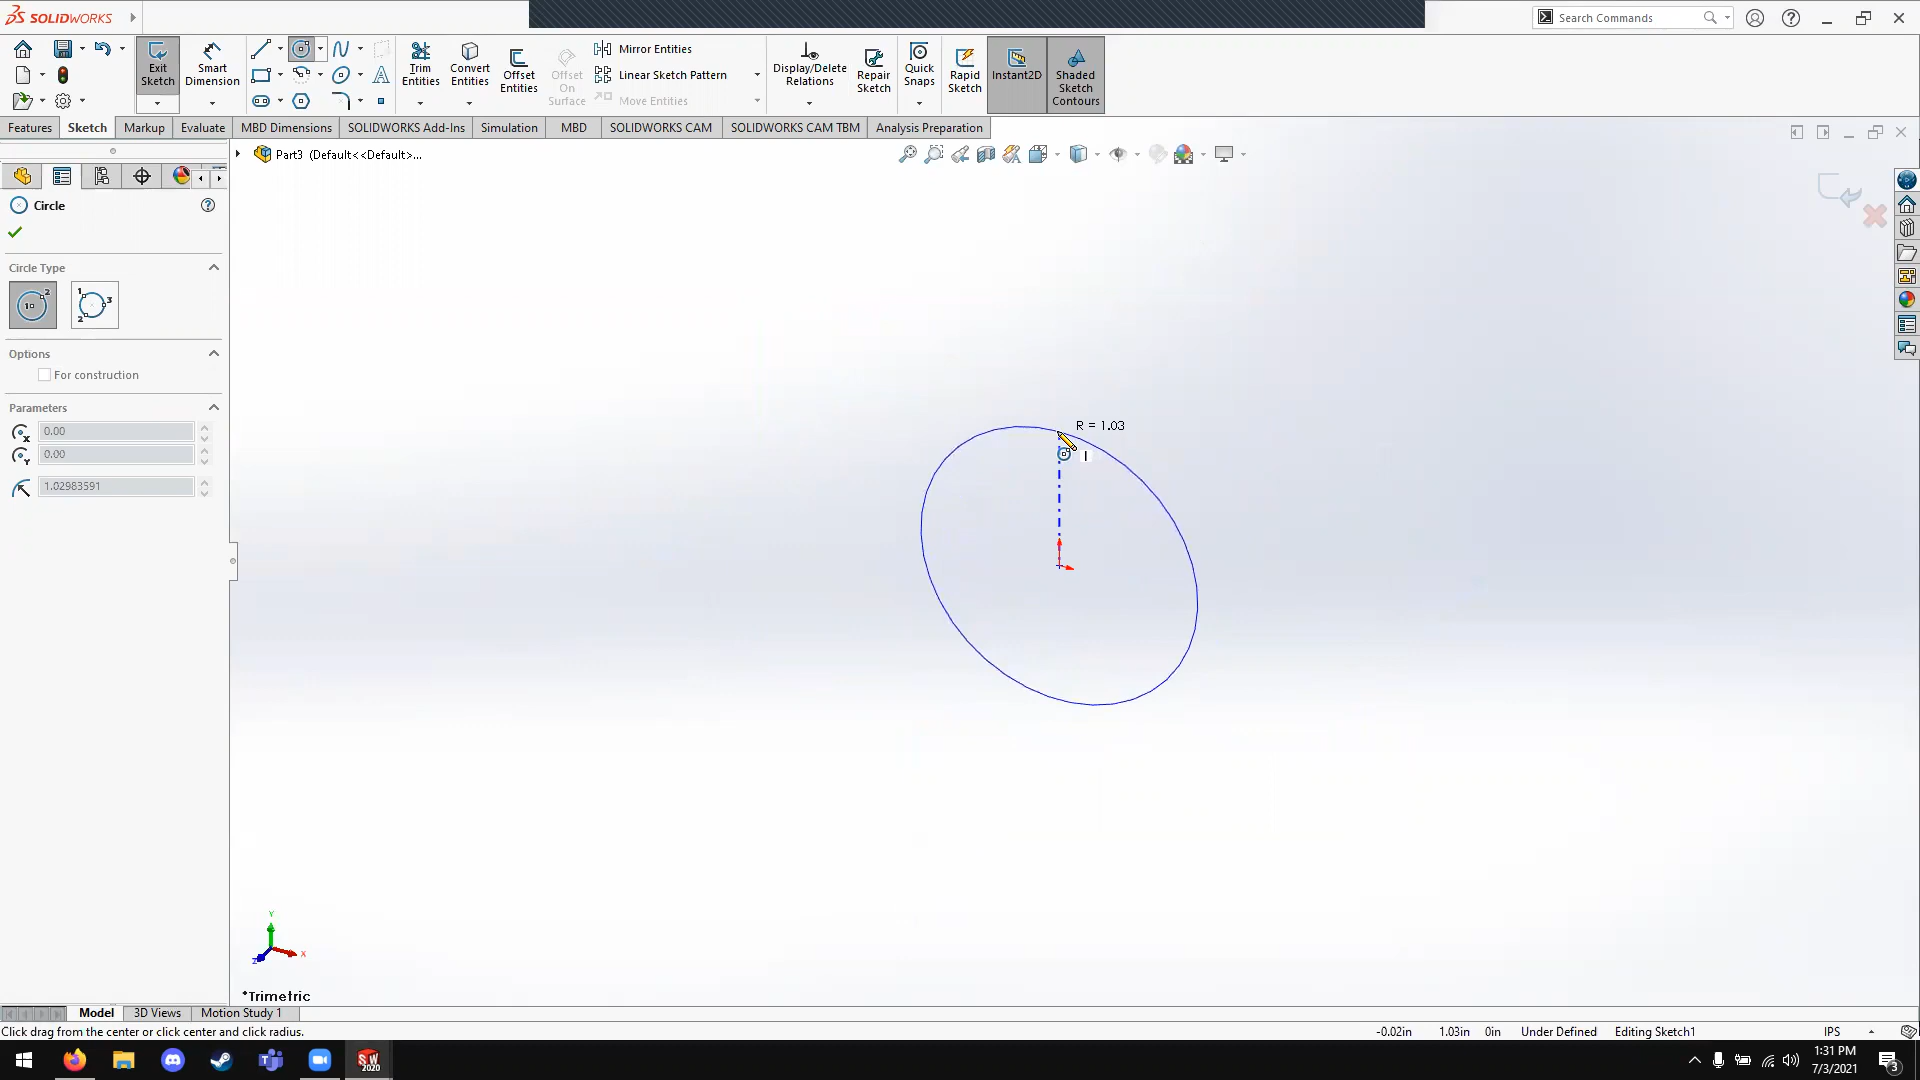 SOLIDWORKS
Search Commands
Exit Sketch
Smart Dimension
Trim Entities
Convert Entities
Offset Entities
Offset On Surface
Mirror Entities
Linear Sketch Pattern
Move Entities
Display/Delete Relations
Repair Sketch
Quick Snaps
Rapid Sketch
Instant2D
Shaded Sketch Contours
Features
Sketch
Markup
Evaluate
MBD Dimensions
SOLIDWORKS Add-Ins
Simulation
MBD
SOLIDWORKS CAM
SOLIDWORKS CAM TBM
Analysis Preparation
Part3 (Default<<Default>...
Circle
Circle Type
Options
For construction
Parameters
0.00
0.00
1.02983591
R = 1.03
Y
X
Z
*Trimetric
Model
3D Views
Motion Study 1
Click drag from the center or click center and click radius.
-0.02in
1.03in
0in
Under Defined
Editing Sketch1
IPS
SW 2020
1:31 PM
7/3/2021
3